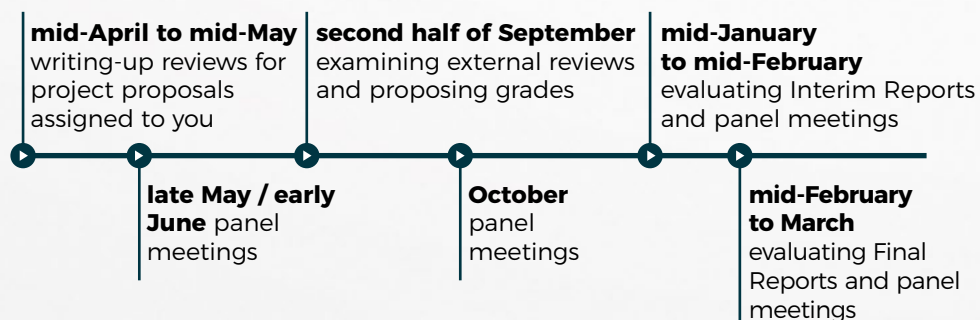 mid-April to mid-May
writing-up reviews for
project proposals
assigned to you
late May / early
June panel
meetings
second half of September
examining external reviews
and proposing grades
October
panel
meetings
mid-January
to mid-February
evaluating Interim Reports
and panel meetings
mid-February
to March
evaluating Final
Reports and panel
meetings